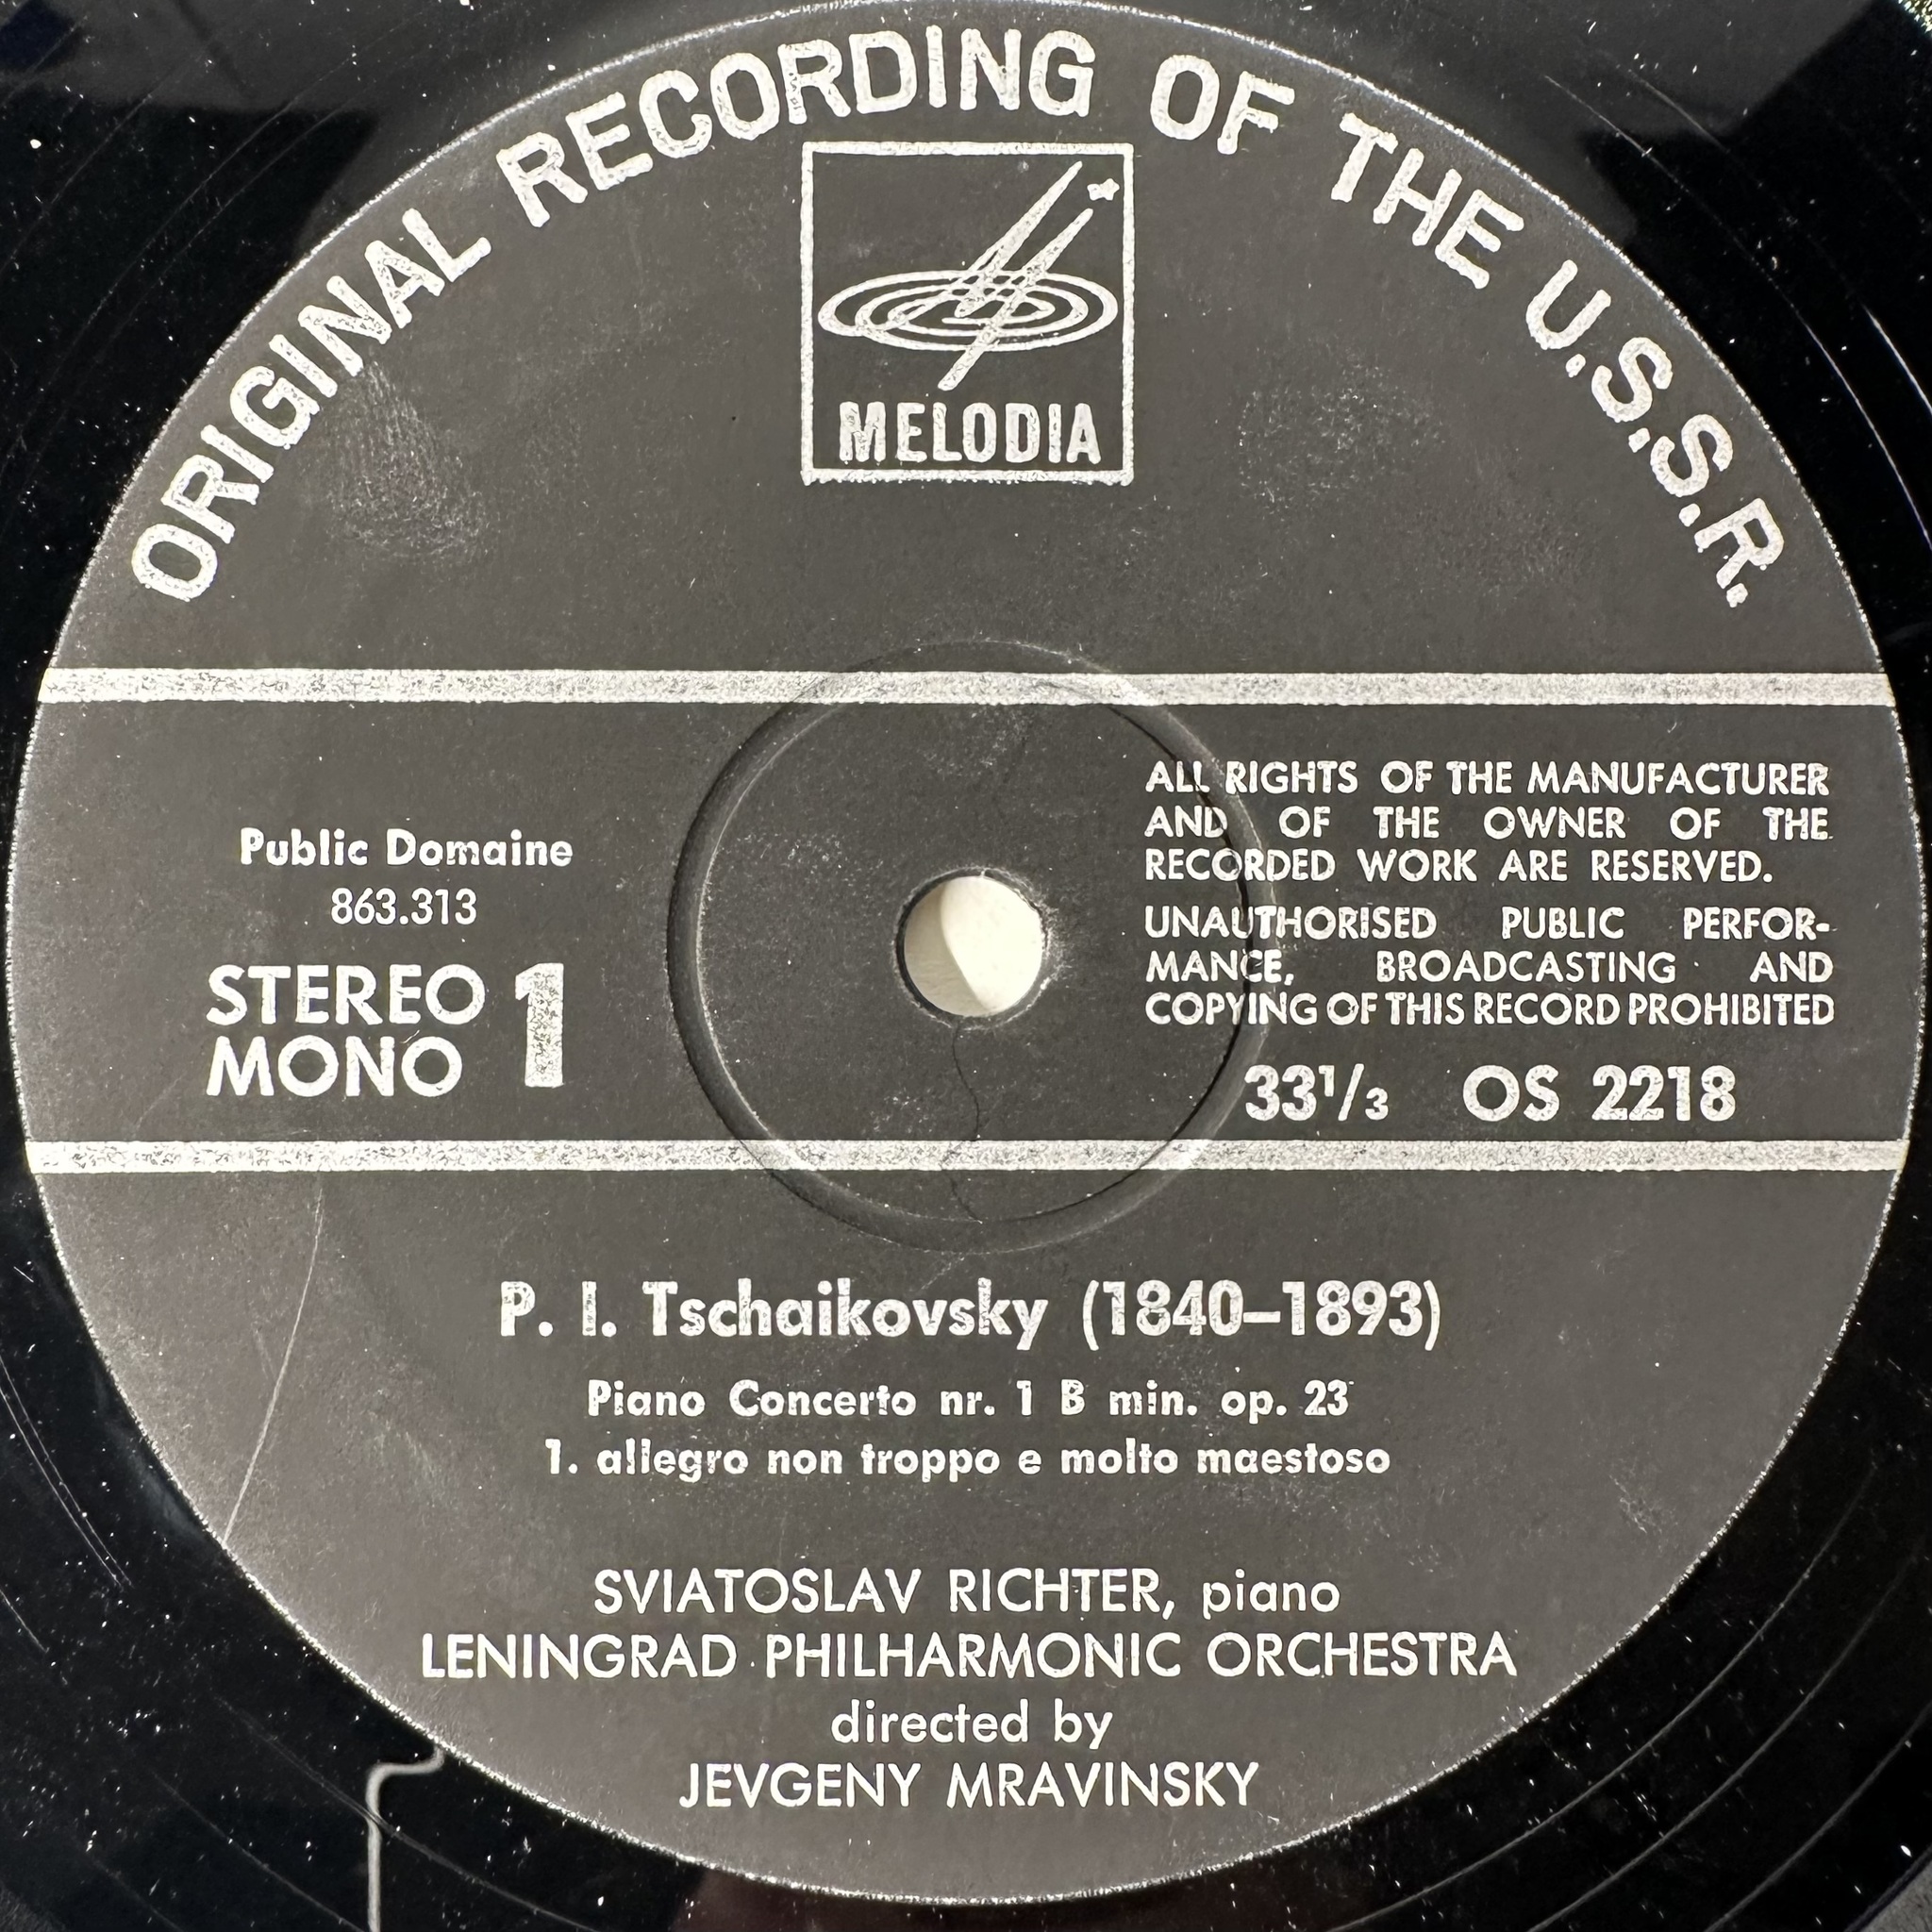 ORIGINAL RECORDING OF THE U.S.S.R.
MELODIA
Public Domaine
863.313
STEREO
MONO
1
ALL RIGHTS OF THE MANUFACTURER
AND OF THE OWNER OF THE
RECORDED WORK ARE RESERVED.
UNAUTHORISED PUBLIC PERFOR-
MANCE, BROADCASTING AND
COPYING OF THIS RECORD PROHIBITED
33 1/3 OS 2218
P. I. Tschaikovsky (1840–1893)
Piano Concerto nr. 1 B min. op. 23
1. allegro non troppo e molto maestoso
SVIATOSLAV RICHTER, piano
LENINGRAD PHILHARMONIC ORCHESTRA
directed by
JEVGENY MRAVINSKY